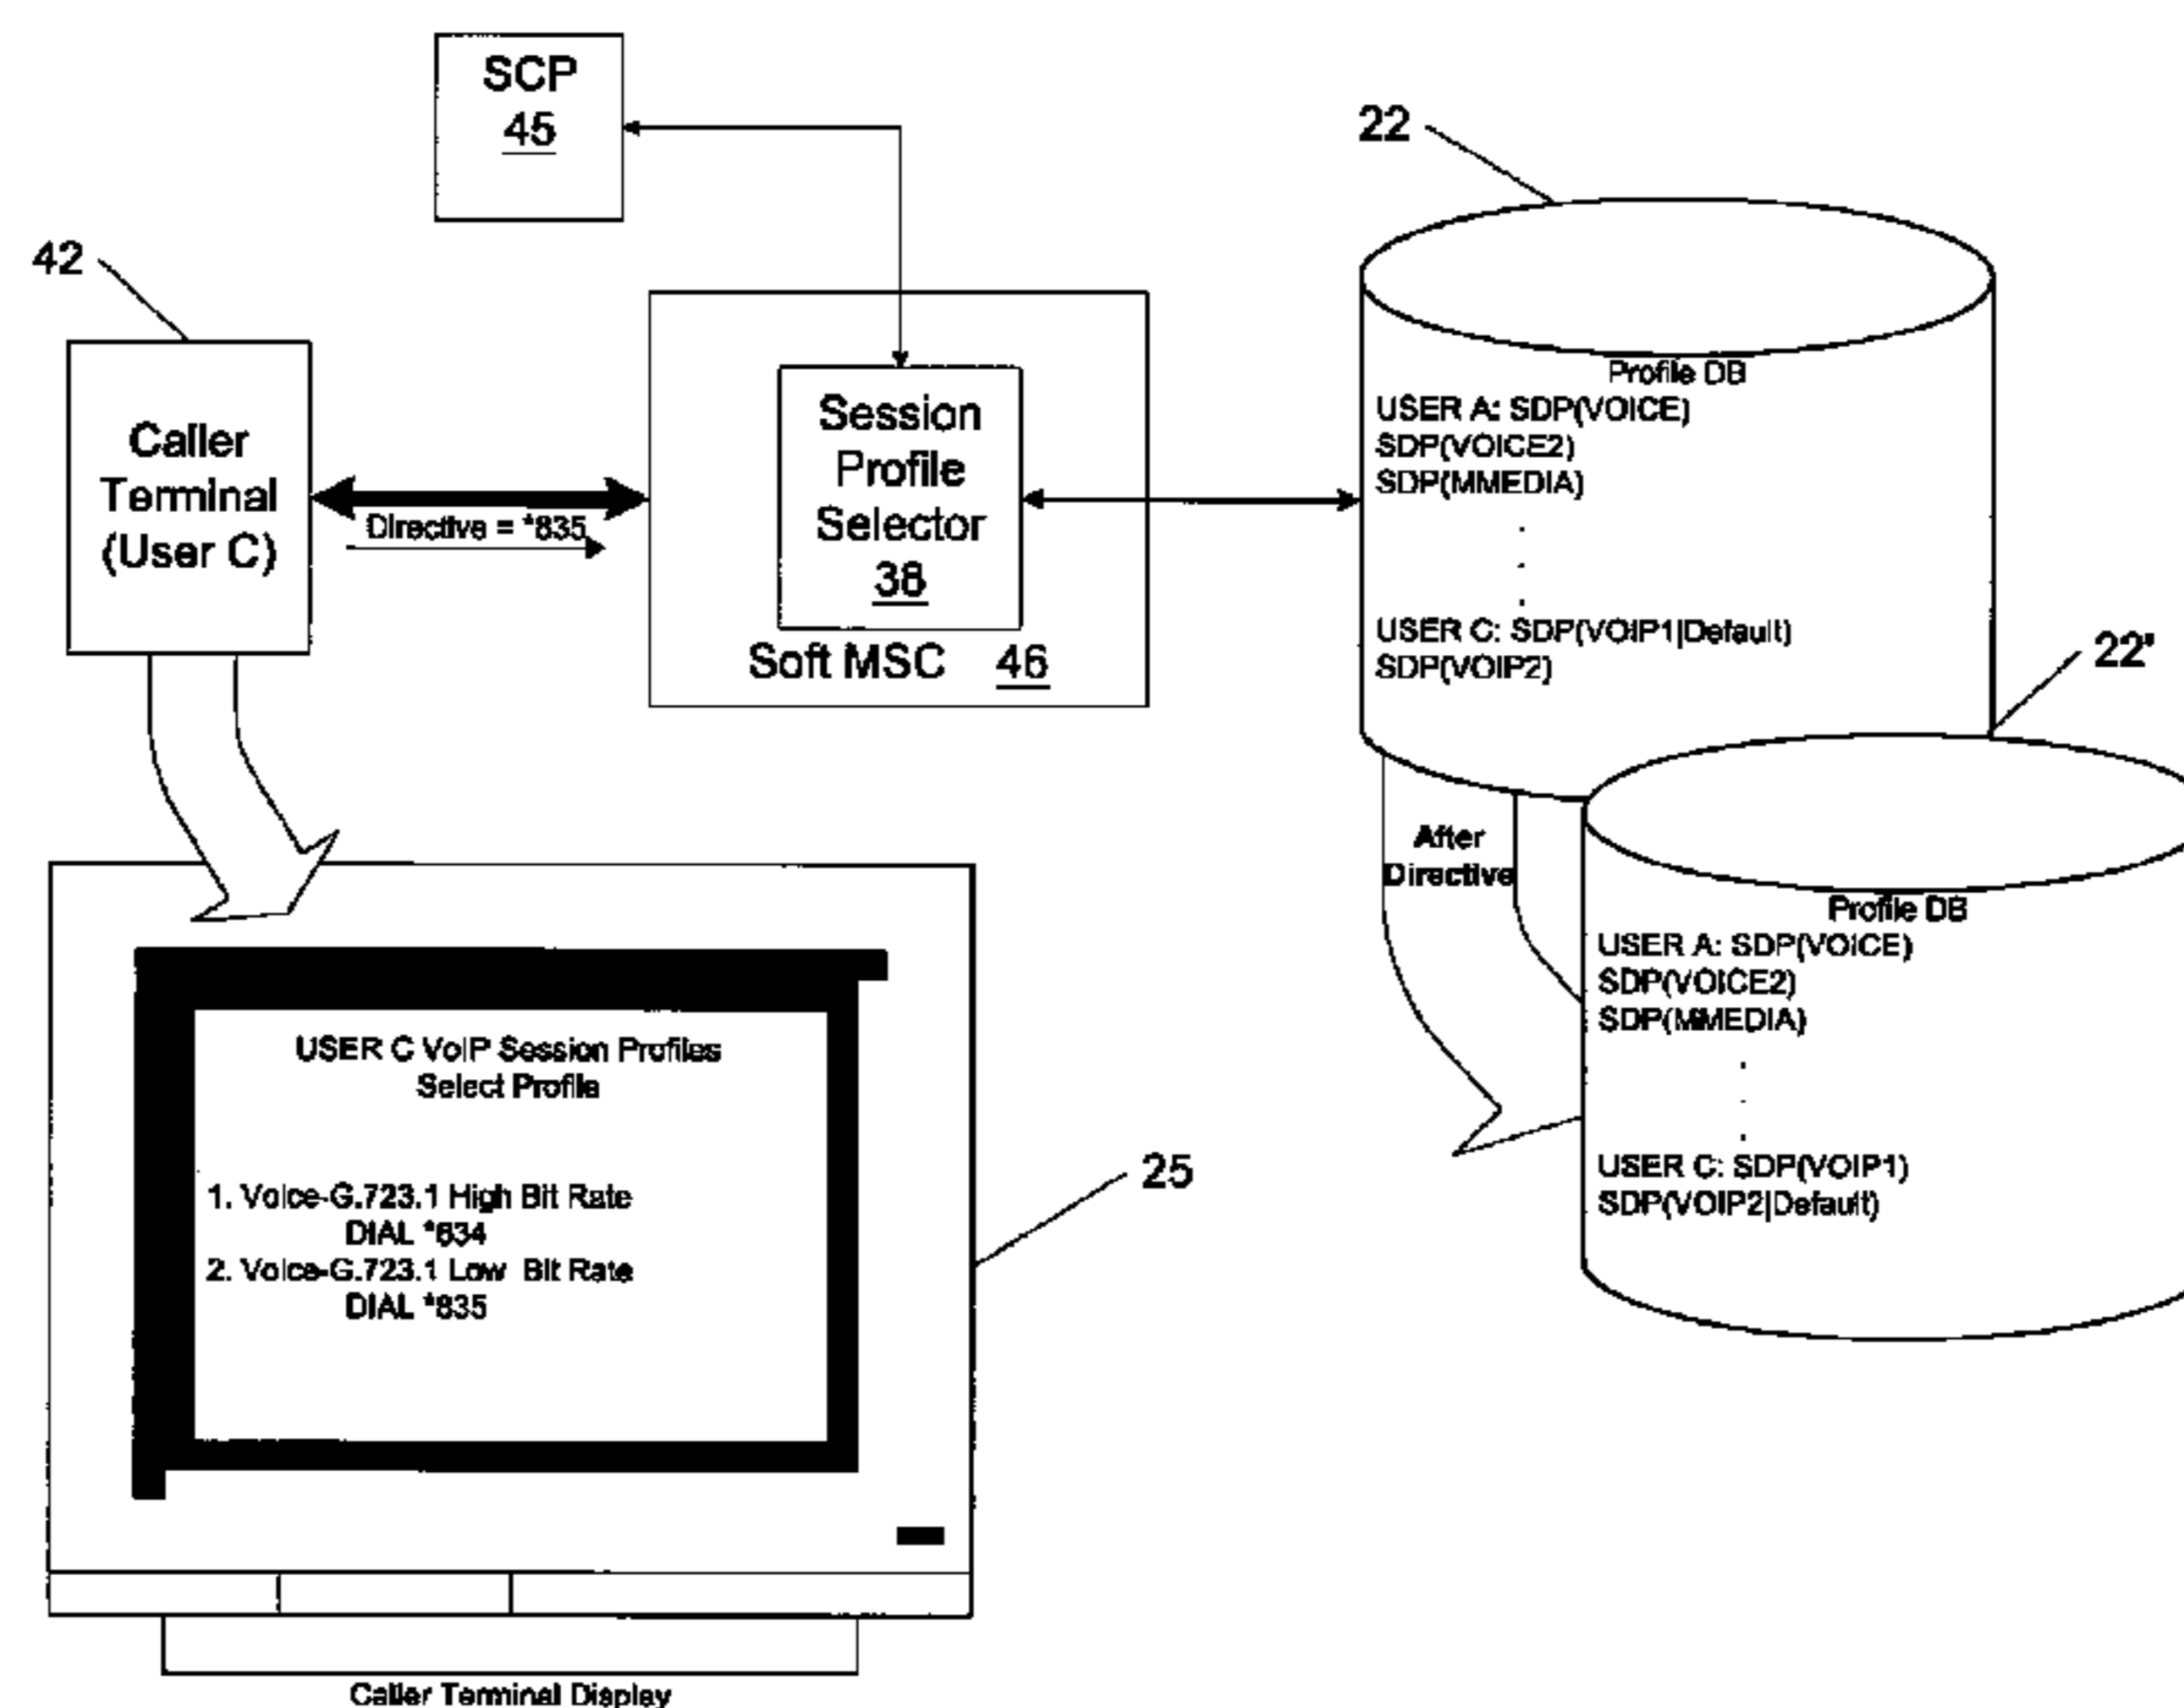 SCP
45
22
42
Caller
Terminal
(User C)
Directive = *835
Session
Profile
Selector
38
Soft MSC 46
Profile DB
USER A: SDP(VOICE)
SDP(VOICE2)
SDP(MMEDIA)
.
.
.
USER C: SDP(VOIP1|Default)
SDP(VOIP2)
22'
After
Directive
Profile DB
USER A: SDP(VOICE)
SDP(VOICE2)
SDP(MMEDIA)
.
.
.
USER C: SDP(VOIP1)
SDP(VOIP2|Default)
USER C VoIP Session Profiles
Select Profile
1. Voice-G.723.1 High Bit Rate
DIAL *834
2. Voice-G.723.1 Low Bit Rate
DIAL *835
25
Caller Terminal Display